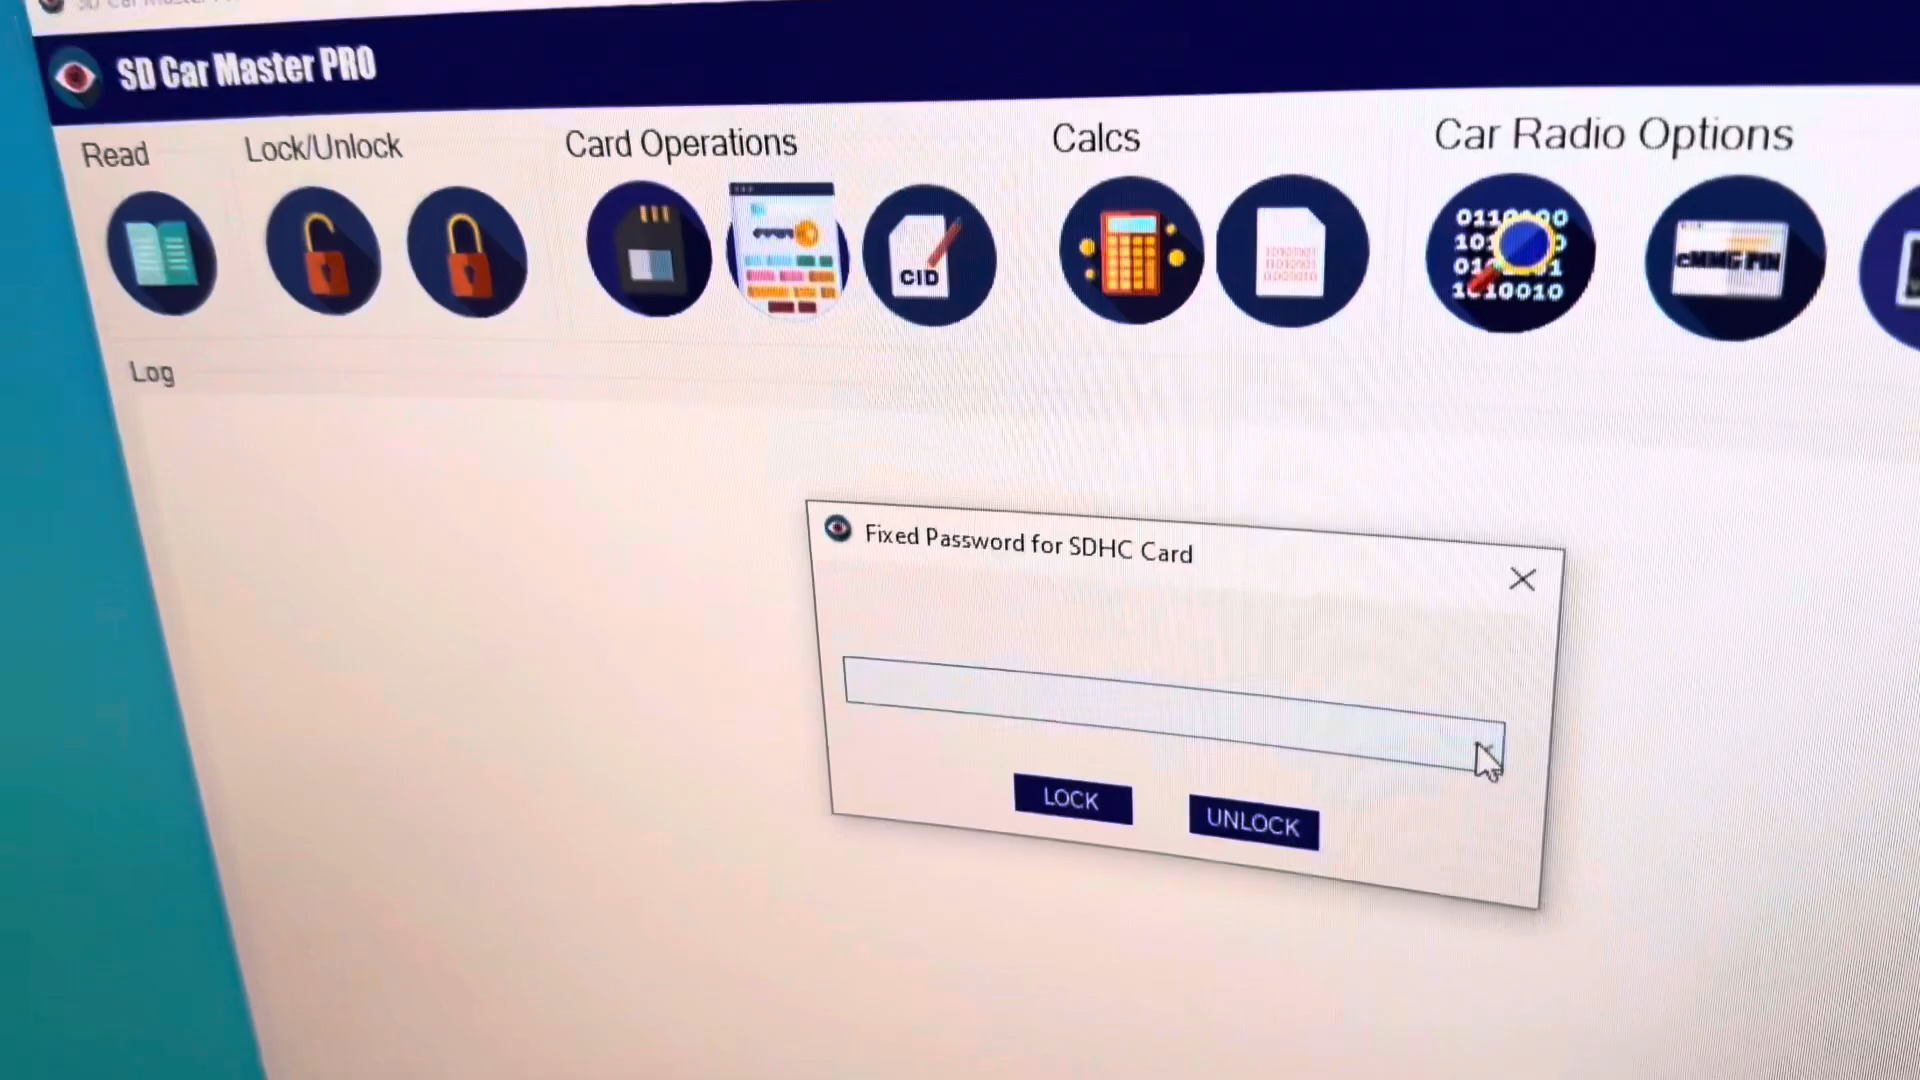 SD Car Master PRO
Read
Lock/Unlock
Card Operations
Calcs
Car Radio Options
CID
Log
Fixed Password for SDHC Card
LOCK
UNLOCK